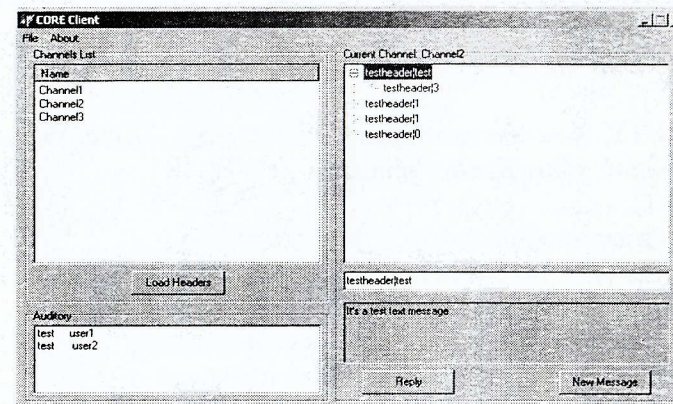 CORE Client
File About
Channels List
Name
Channel1
Channel2
Channel3
Load Headers
Auditory
test user1
test user2
Current Channel: Channel2
testheader¦test
testheader¦3
testheader¦1
testheader¦1
testheader¦0
testheader¦test
It's a test text message
Reply
New Message